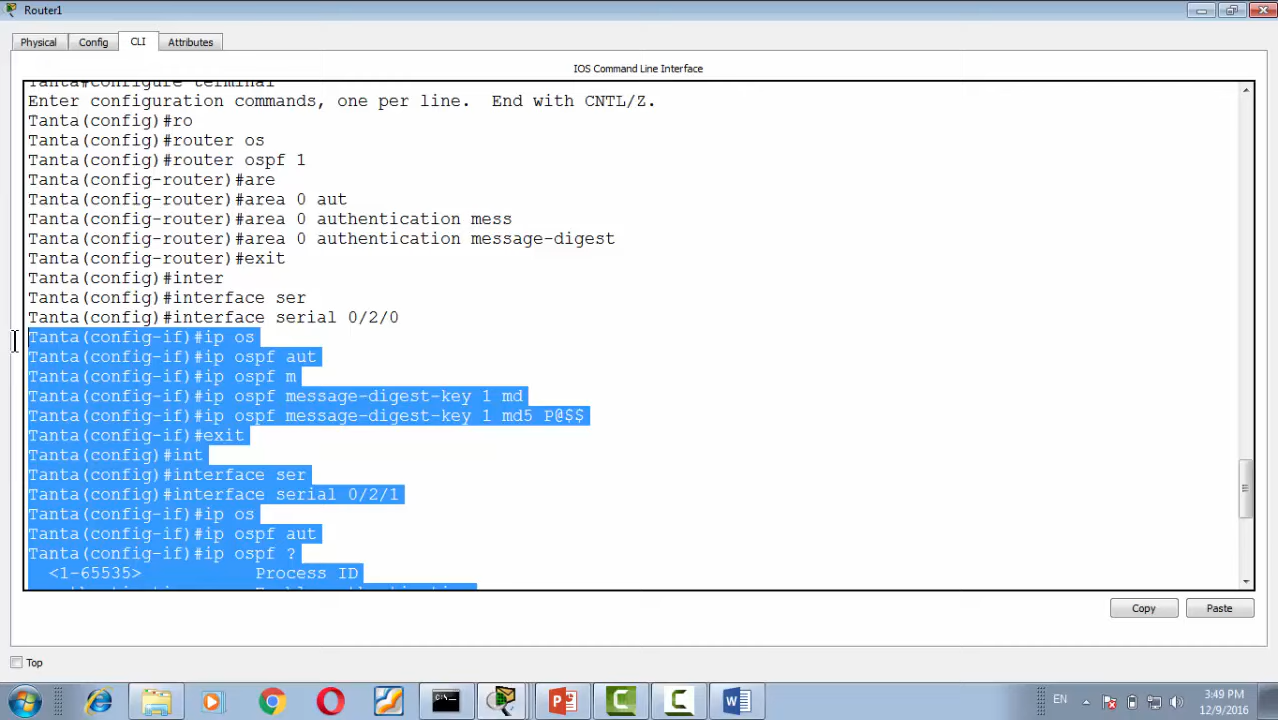 Router1
Physical
Config
CLI
Attributes
IOS Command Line Interface
Tanta#configure terminal
Enter configuration commands, one per line.  End with CNTL/Z.
Tanta(config)#ro
Tanta(config)#router os
Tanta(config)#router ospf 1
Tanta(config-router)#are
Tanta(config-router)#area 0 aut
Tanta(config-router)#area 0 authentication mess
Tanta(config-router)#area 0 authentication message-digest
Tanta(config-router)#exit
Tanta(config)#inter
Tanta(config)#interface ser
Tanta(config)#interface serial 0/2/0
Tanta(config-if)#ip os
Tanta(config-if)#ip ospf aut
Tanta(config-if)#ip ospf m
Tanta(config-if)#ip ospf message-digest-key 1 md
Tanta(config-if)#ip ospf message-digest-key 1 md5 P@$$
Tanta(config-if)#exit
Tanta(config)#int
Tanta(config)#interface ser
Tanta(config)#interface serial 0/2/1
Tanta(config-if)#ip os
Tanta(config-if)#ip ospf aut
Tanta(config-if)#ip ospf ?
<1-65535>           Process ID
Copy
Paste
Top
EN
3:49 PM
12/9/2016